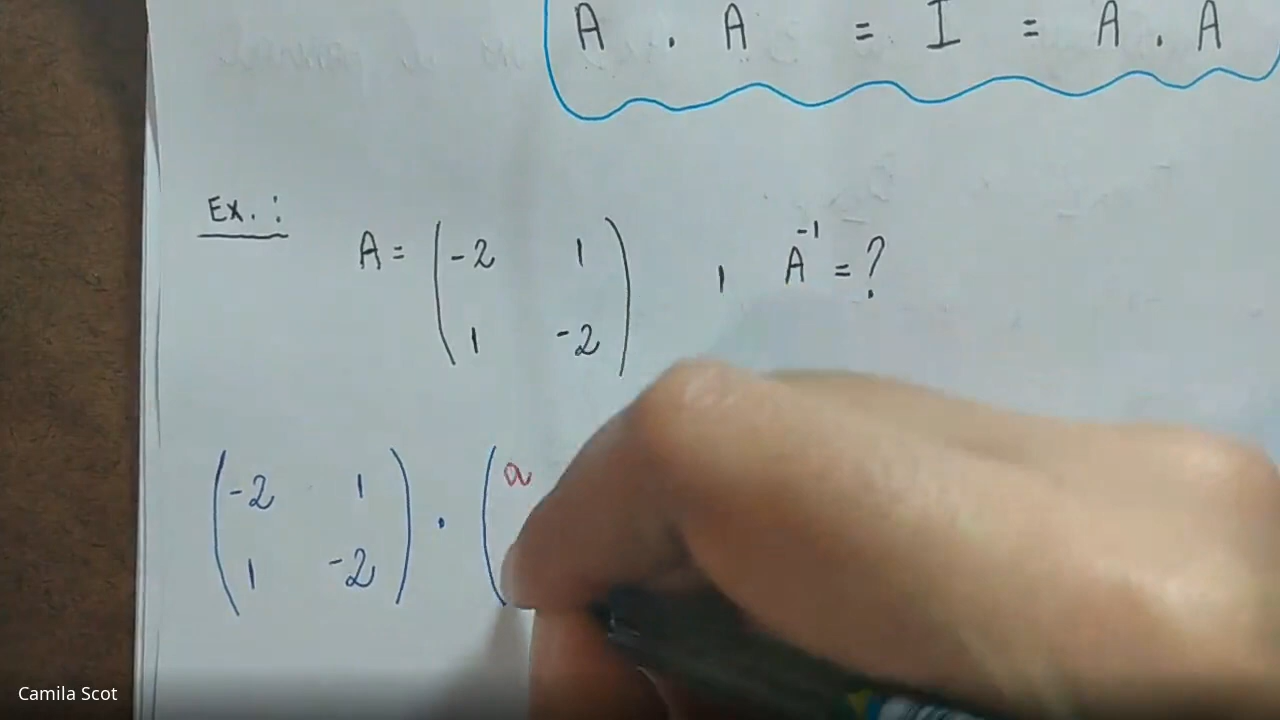 A . A = I = A . A
Ex. :
A = ( -2 1 ) , A⁻¹ = ?
( 1 -2 )
( -2 1 ) . ( a
( 1 -2 )
Camila Scot